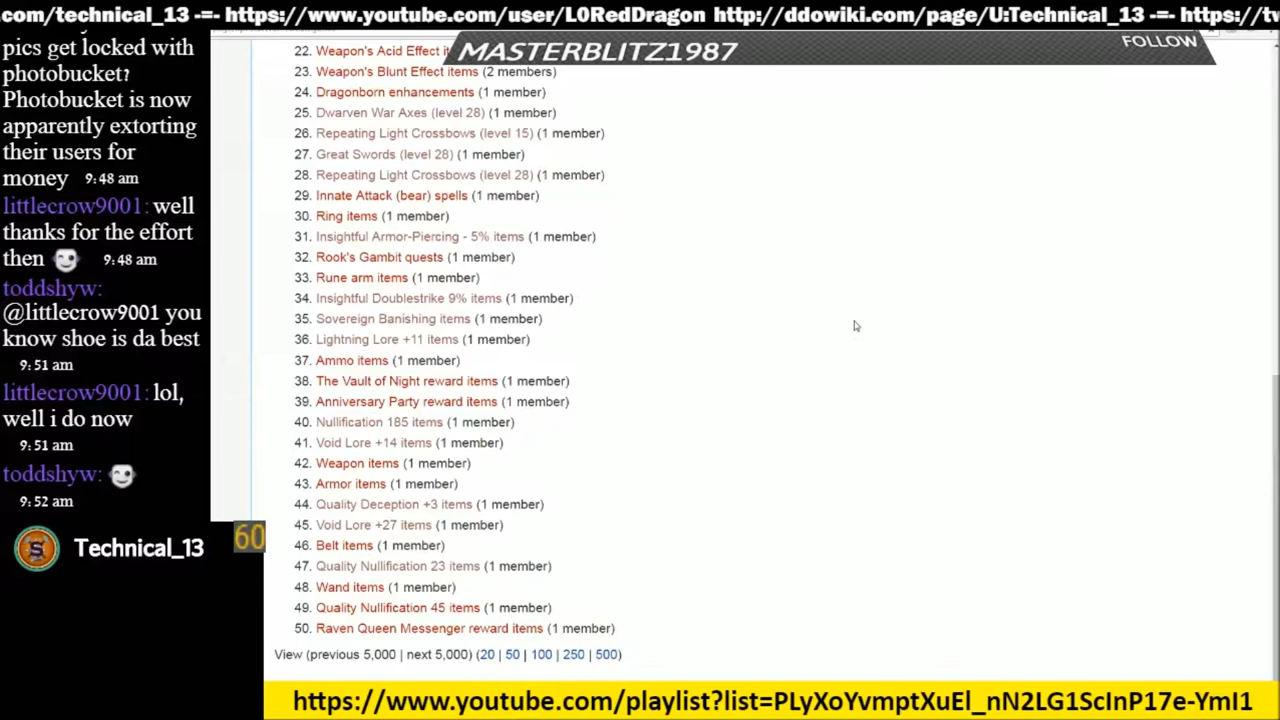 .com/technical_13 -=- https://www.youtube.com/user/L0RedDragon http://ddowiki.com/page/U:Technical_13 -=- https://tv
MASTERBLITZ1987
FOLLOW
pics get locked with
photobucket?
Photobucket is now
apparently extorting
their users for
money 9:48 am
littlecrow9001: well
thanks for the effort
then 9:48 am
toddshyw:
@littlecrow9001 you
know shoe is da best
9:51 am
littlecrow9001: lol,
well i do now
9:51 am
toddshyw:
9:52 am
Technical_13
60
22. Weapon's Acid Effect it
23. Weapon's Blunt Effect items (2 members)
24. Dragonborn enhancements (1 member)
25. Dwarven War Axes (level 28) (1 member)
26. Repeating Light Crossbows (level 15) (1 member)
27. Great Swords (level 28) (1 member)
28. Repeating Light Crossbows (level 28) (1 member)
29. Innate Attack (bear) spells (1 member)
30. Ring items (1 member)
31. Insightful Armor-Piercing - 5% items (1 member)
32. Rook's Gambit quests (1 member)
33. Rune arm items (1 member)
34. Insightful Doublestrike 9% items (1 member)
35. Sovereign Banishing items (1 member)
36. Lightning Lore +11 items (1 member)
37. Ammo items (1 member)
38. The Vault of Night reward items (1 member)
39. Anniversary Party reward items (1 member)
40. Nullification 185 items (1 member)
41. Void Lore +14 items (1 member)
42. Weapon items (1 member)
43. Armor items (1 member)
44. Quality Deception +3 items (1 member)
45. Void Lore +27 items (1 member)
46. Belt items (1 member)
47. Quality Nullification 23 items (1 member)
48. Wand items (1 member)
49. Quality Nullification 45 items (1 member)
50. Raven Queen Messenger reward items (1 member)
View (previous 5,000 | next 5,000) (20 | 50 | 100 | 250 | 500)
https://www.youtube.com/playlist?list=PLyXoYvmptXuEl_nN2LG1ScInP17e-YmI1